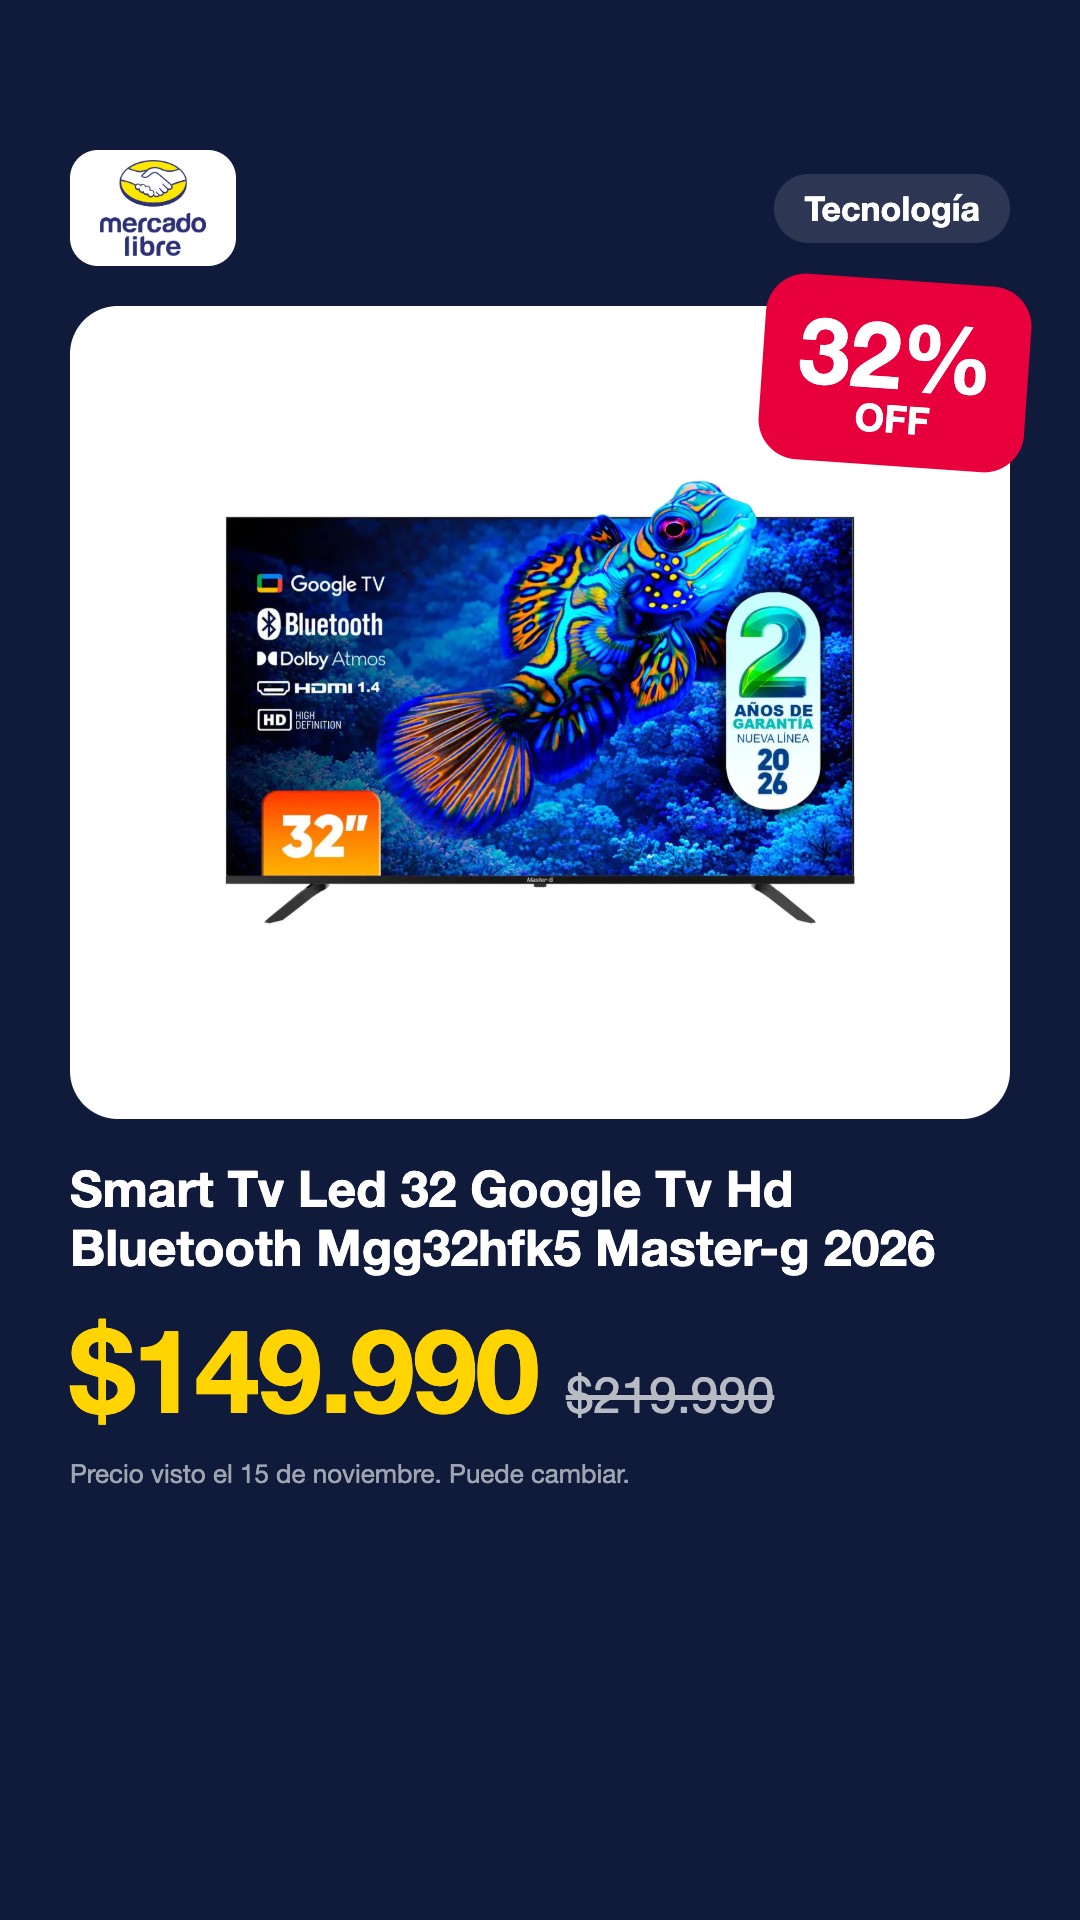 mercado
libre
Tecnología
32%
OFF
Google TV
Bluetooth
Dolby Atmos
HDMI 1.4
HD HIGH
DEFINITION
2
AÑOS DE
GARANTÍA
NUEVA LÍNEA
20
26
32"
Master-G
Smart Tv Led 32 Google Tv Hd
Bluetooth Mgg32hfk5 Master-g 2026
$149.990 $219.990
Precio visto el 15 de noviembre. Puede cambiar.